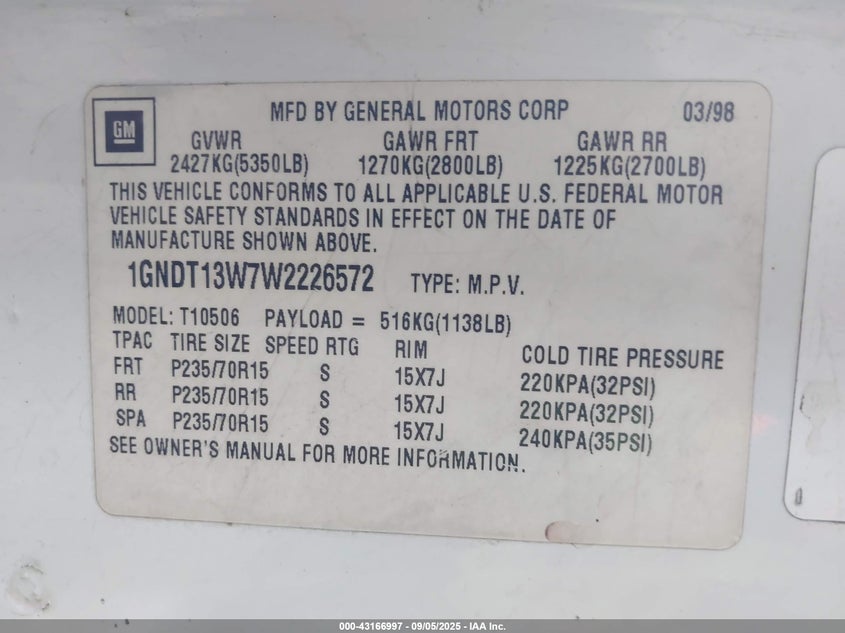 GM
MFD BY GENERAL MOTORS CORP 03/98
GVWR GAWR FRT GAWR RR
2427KG(5350LB) 1270KG(2800LB) 1225KG(2700LB)
THIS VEHICLE CONFORMS TO ALL APPLICABLE U.S. FEDERAL MOTOR
VEHICLE SAFETY STANDARDS IN EFFECT ON THE DATE OF
MANUFACTURE SHOWN ABOVE.
1GNDT13W7W2226572 TYPE: M.P.V.
MODEL: T10506 PAYLOAD = 516KG(1138LB)
TPAC TIRE SIZE SPEED RTG RIM COLD TIRE PRESSURE
FRT P235/70R15 S 15X7J 220KPA(32PSI)
RR P235/70R15 S 15X7J 220KPA(32PSI)
SPA P235/70R15 S 15X7J 240KPA(35PSI)
SEE OWNER'S MANUAL FOR MORE INFORMATION.
000-43166997 - 09/05/2025 - IAA Inc.